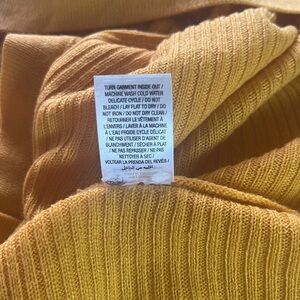 TURN GARMENT INSIDE OUT /
MACHINE WASH COLD WATER
DELICATE CYCLE / DO NOT
BLEACH / LAY FLAT TO DRY / DO
NOT IRON / DO NOT DRY CLEAN /
RETOURNER LE VÊTEMENT À
L'ENVERS / LAVER À LA MACHINE
À L'EAU FROIDE CYCLE DÉLICAT
/ NE PAS UTILISER D'AGENT DE
BLANCHIMENT / SÉCHER À PLAT
/ NE PAS REPASSER / NE PAS
NETTOYER À SEC /
VOLTEAR LA PRENDA DEL REVÉS /